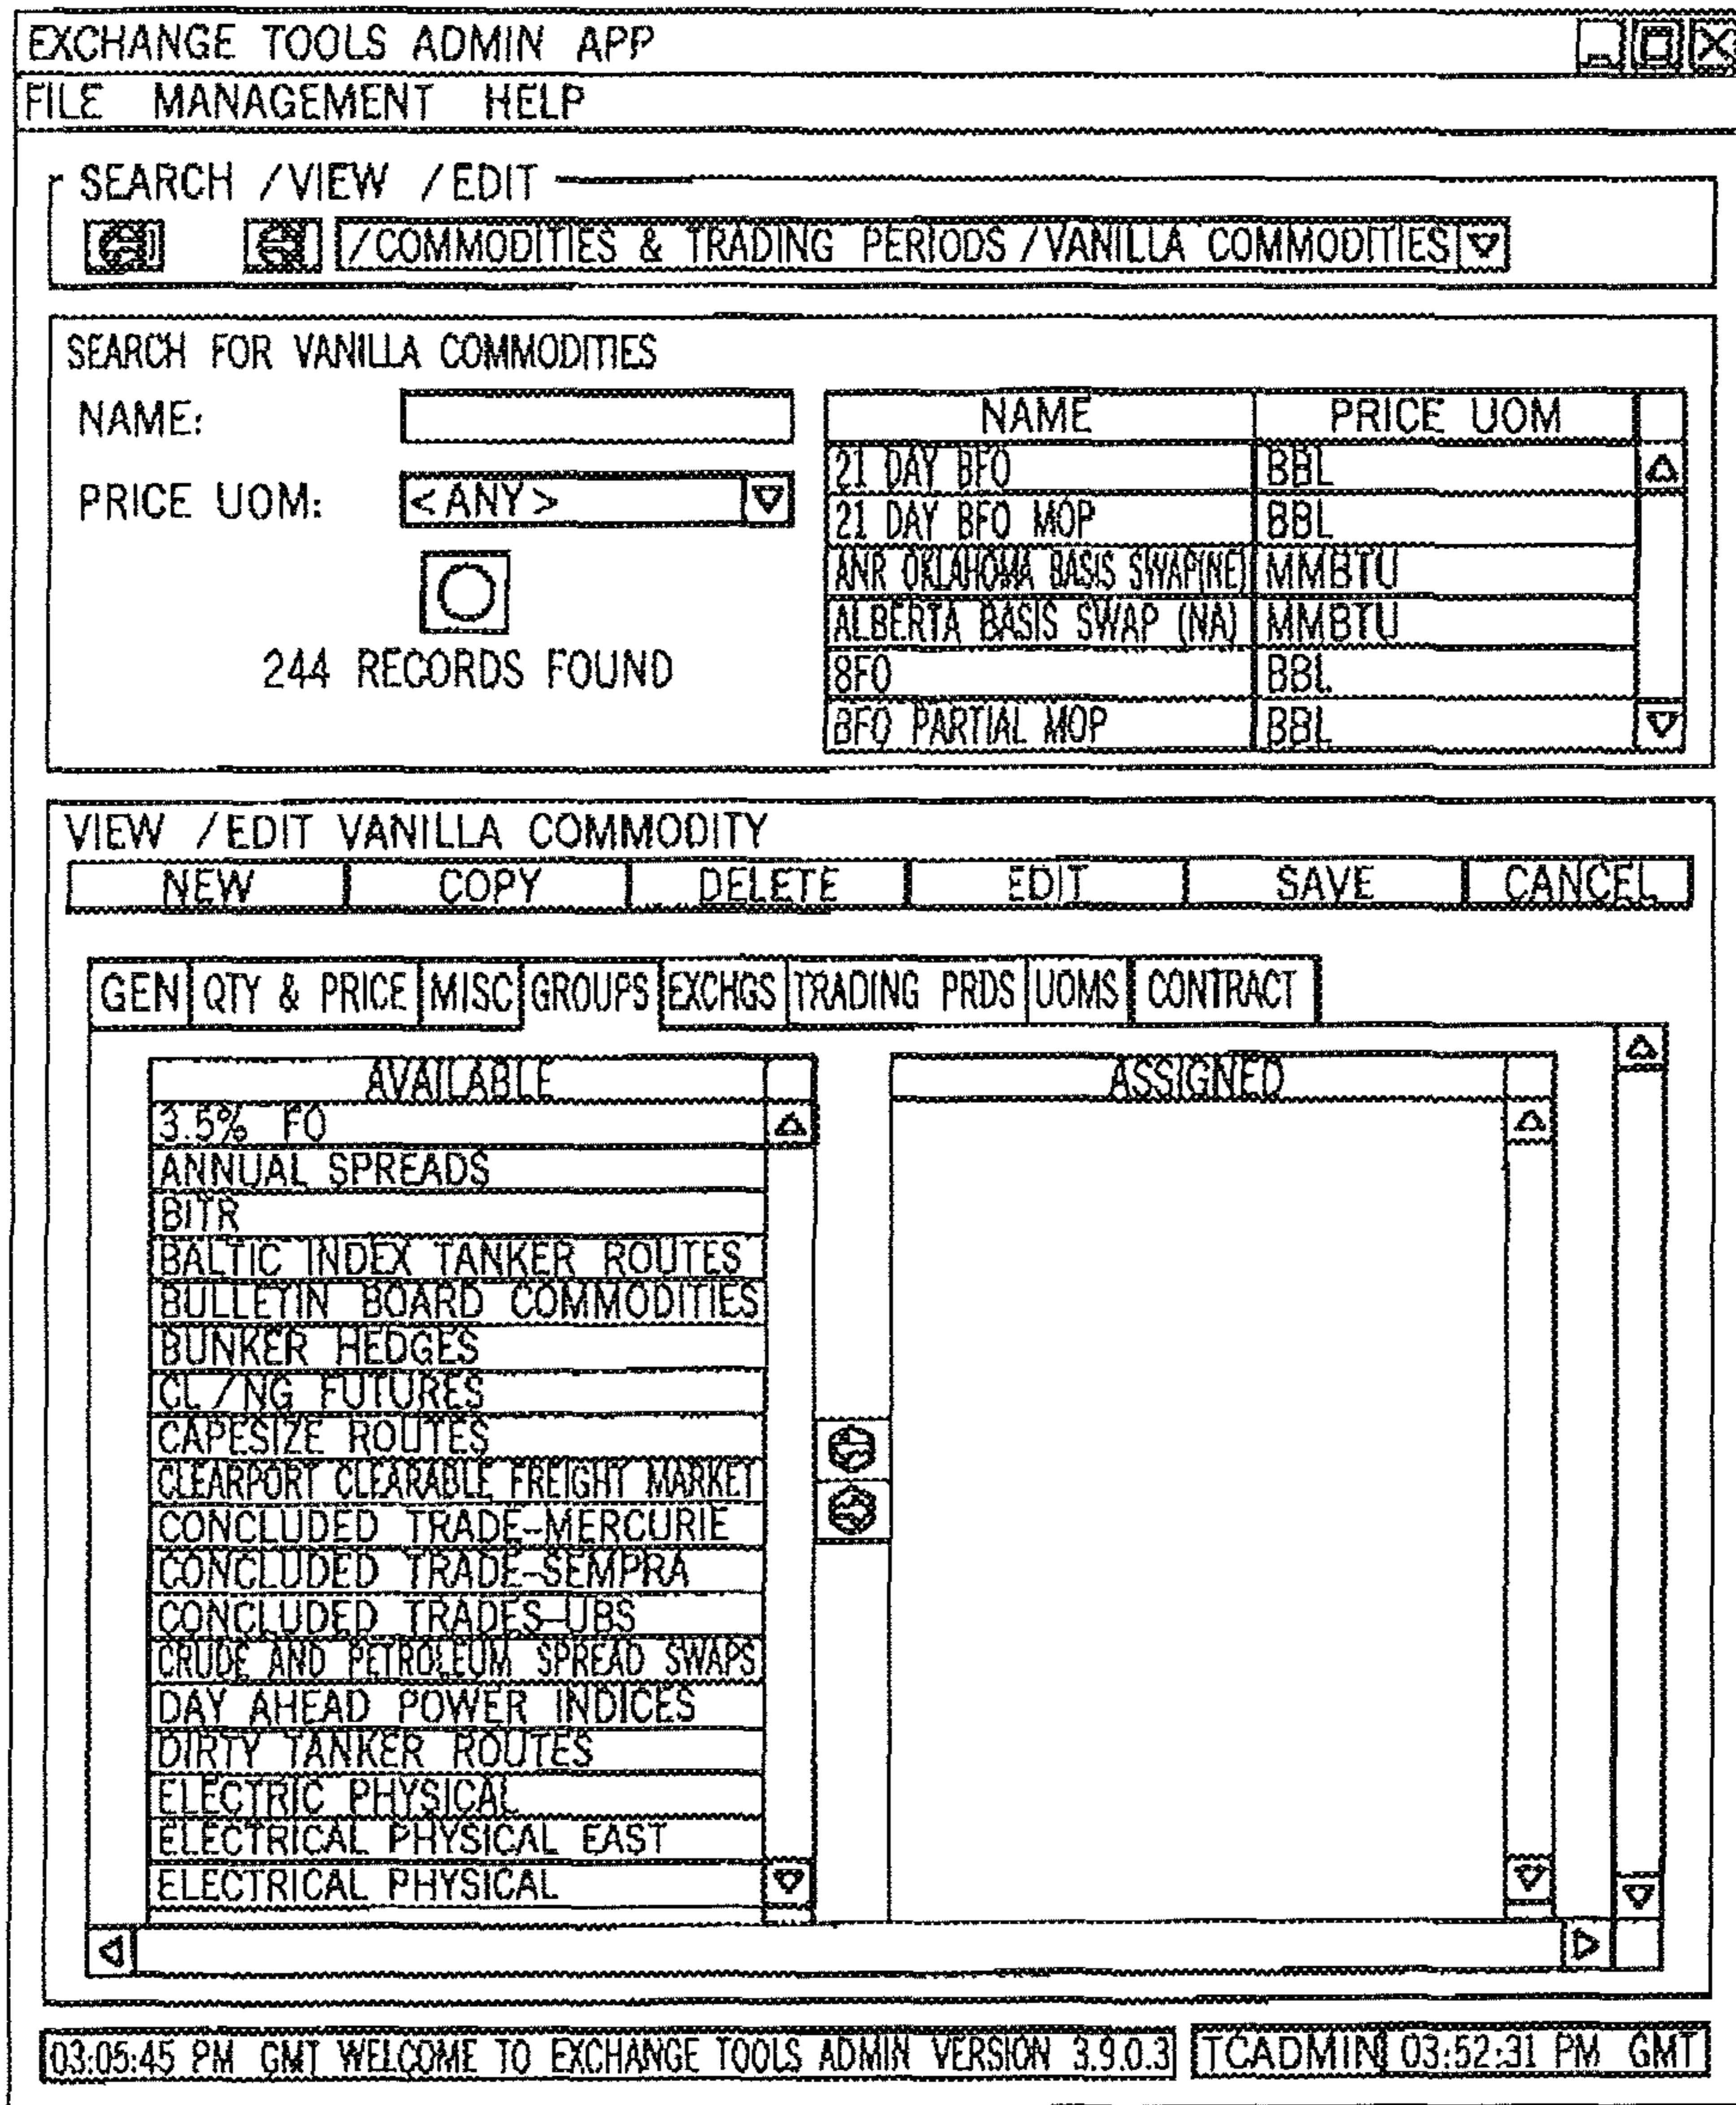 EXCHANGE TOOLS ADMIN APP
FILE MANAGEMENT HELP
SEARCH /VIEW /EDIT
/COMMODITIES & TRADING PERIODS /VANILLA COMMODITIES
SEARCH FOR VANILLA COMMODITIES
NAME:
PRICE UOM: <ANY>
244 RECORDS FOUND
NAME PRICE UOM
21 DAY BFO BBL
21 DAY BFO MOP BBL
ANR OKLAHOMA BASIS SWAP(NE) MMBTU
ALBERTA BASIS SWAP (NA) MMBTU
BFO BBL
BFO PARTIAL MOP BBL
VIEW /EDIT VANILLA COMMODITY
NEW COPY DELETE EDIT SAVE CANCEL
GEN QTY & PRICE MISC GROUPS EXCHGS TRADING PRDS UOMS CONTRACT
AVAILABLE ASSIGNED
3.5% FO
ANNUAL SPREADS
BITR
BALTIC INDEX TANKER ROUTES
BULLETIN BOARD COMMODITIES
BUNKER HEDGES
CL/NG FUTURES
CAPESIZE ROUTES
CLEARPORT CLEARABLE FREIGHT MARKET
CONCLUDED TRADE-MERCURIE
CONCLUDED TRADE-SEMPRA
CONCLUDED TRADES-UBS
CRUDE AND PETROLEUM SPREAD SWAPS
DAY AHEAD POWER INDICES
DIRTY TANKER ROUTES
ELECTRIC PHYSICAL
ELECTRICAL PHYSICAL EAST
ELECTRICAL PHYSICAL
03:05:45 PM GMT WELCOME TO EXCHANGE TOOLS ADMIN VERSION 3.9.0.3 TCADMIN 03:52:31 PM GMT